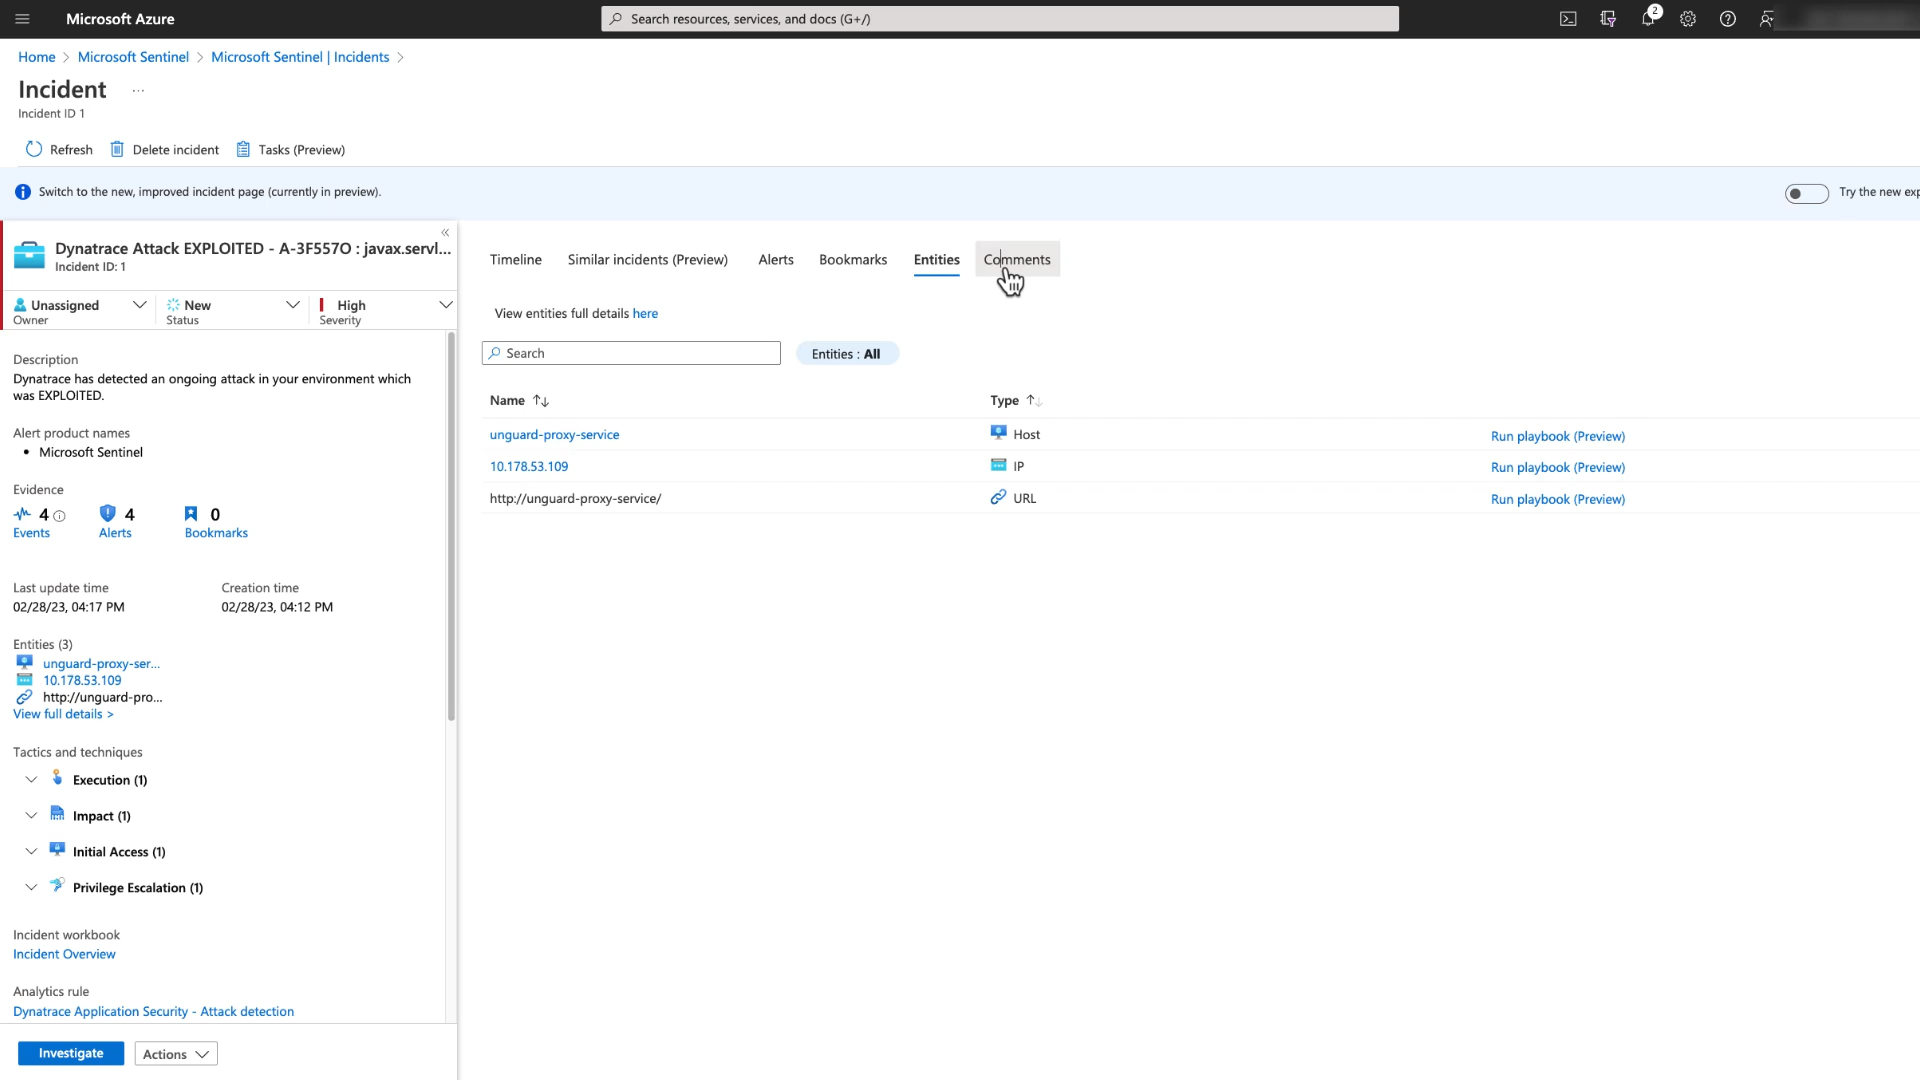 Microsoft Azure
Search resources, services, and docs (G+/)
2
Home > Microsoft Sentinel > Microsoft Sentinel | Incidents >
Incident ...
Incident ID 1
Refresh Delete incident Tasks (Preview)
Switch to the new, improved incident page (currently in preview).
Try the new exp
«
Dynatrace Attack EXPLOITED - A-3F557O : javax.servl...
Incident ID: 1
Unassigned
Owner
New
Status
High
Severity
Description
Dynatrace has detected an ongoing attack in your environment which
was EXPLOITED.
Alert product names
• Microsoft Sentinel
Evidence
4 4 0
Events Alerts Bookmarks
Last update time Creation time
02/28/23, 04:17 PM 02/28/23, 04:12 PM
Entities (3)
unguard-proxy-ser...
10.178.53.109
http://unguard-pro...
View full details >
Tactics and techniques
Execution (1)
Impact (1)
Initial Access (1)
Privilege Escalation (1)
Incident workbook
Incident Overview
Analytics rule
Dynatrace Application Security - Attack detection
Investigate Actions
Timeline Similar incidents (Preview) Alerts Bookmarks Entities Comments
View entities full details here
Search Entities : All
Name Type
unguard-proxy-service Host Run playbook (Preview)
10.178.53.109 IP Run playbook (Preview)
http://unguard-proxy-service/ URL Run playbook (Preview)